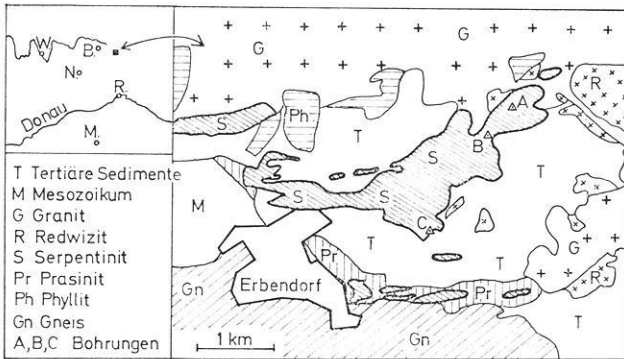 W
B.
N
R.
Donau
M.
T Tertiäre Sedimente
M Mesozoikum
G Granit
R Redwizit
S Serpentinit
Pr Prasinit
Ph Phyllit
Gn Gneis
A,B,C Bohrungen
G
G
R
A
Ph
S
T
B
S
T
M
S
S
C
T
G
Pr
T
R
Gn
Erbendorf
Pr
T
Gn
1 km